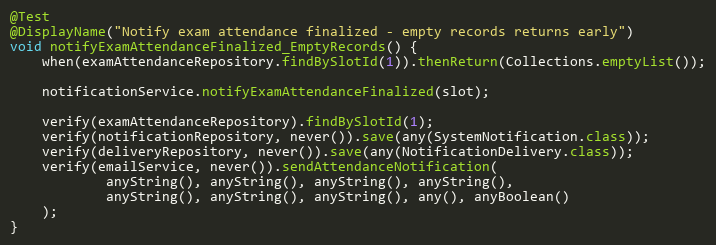 @Test
@DisplayName("Notify exam attendance finalized - empty records returns early")
void notifyExamAttendanceFinalized_EmptyRecords() {
    when(examAttendanceRepository.findBySlotId(1)).thenReturn(Collections.emptyList());

    notificationService.notifyExamAttendanceFinalized(slot);

    verify(examAttendanceRepository).findBySlotId(1);
    verify(notificationRepository, never()).save(any(SystemNotification.class));
    verify(deliveryRepository, never()).save(any(NotificationDelivery.class));
    verify(emailService, never()).sendAttendanceNotification(
            anyString(), anyString(), anyString(), anyString(),
            anyString(), anyString(), anyString(), any(), anyBoolean()
    );
}